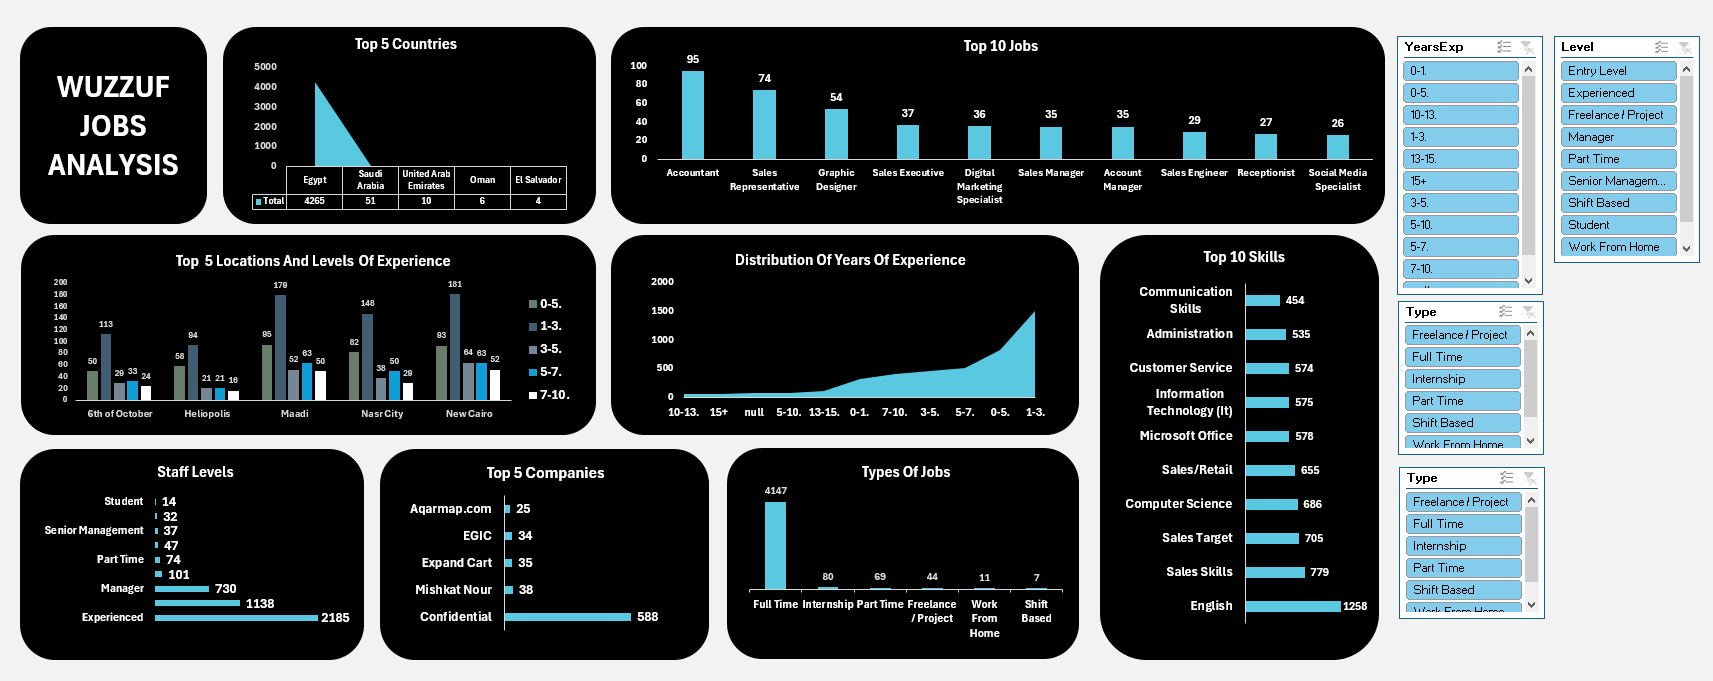 WUZZUF
JOBS
ANALYSIS
Top 5 Countries
5000
4000
3000
2000
1000
0
Egypt
Saudi
Arabia
United Arab
Emirates
Oman
El Salvador
Total 4265 51 10 6 4
Top 10 Jobs
100
80
60
40
20
0
95 74 54 37 36 35 35 29 27 26
Accountant
Sales
Representative
Graphic
Designer
Sales Executive
Digital
Marketing
Specialist
Sales Manager
Account
Manager
Sales Engineer
Receptionist
Social Media
Specialist
YearsExp
0-1.
0-5.
10-13.
1-3.
13-15.
15+
3-5.
5-10.
5-7.
7-10.
Level
Entry Level
Experienced
Freelance / Project
Manager
Part Time
Senior Managem...
Shift Based
Student
Work From Home
Top 5 Locations And Levels Of Experience
200
180
160
140
120
100
80
60
40
20
0
50 113 29 33 24
58 94 21 21 16
95 179 52 63 50
82 148 38 50 29
93 181 64 63 52
6th of October Heliopolis Maadi Nasr City New Cairo
0-5.
1-3.
3-5.
5-7.
7-10.
Distribution Of Years Of Experience
2000
1500
1000
500
0
10-13. 15+ null 5-10. 13-15. 0-1. 7-10. 3-5. 5-7. 0-5. 1-3.
Top 10 Skills
Communication
Skills
454
Administration 535
Customer Service 574
Information
Technology (It)
575
Microsoft Office 578
Sales/Retail 655
Computer Science 686
Sales Target 705
Sales Skills 779
English 1258
Type
Freelance / Project
Full Time
Internship
Part Time
Shift Based
Work From Home
Staff Levels
Student 14
32
Senior Management 37
47
Part Time 74
101
Manager 730
1138
Experienced 2185
Top 5 Companies
Aqarmap.com 25
EGIC 34
Expand Cart 35
Mishkat Nour 38
Confidential 588
Types Of Jobs
4147 80 69 44 11 7
Full Time
Internship
Part Time
Freelance
/ Project
Work
From
Home
Shift
Based
Type
Freelance / Project
Full Time
Internship
Part Time
Shift Based
Work From Home